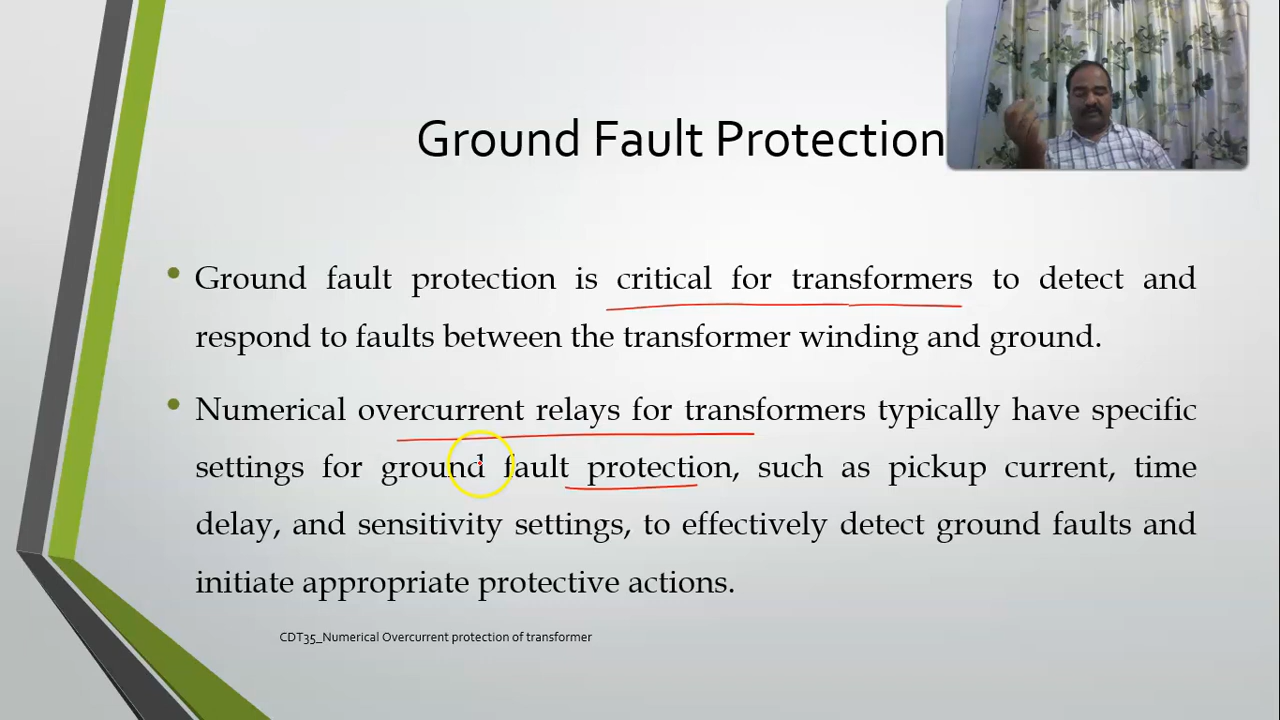 Ground Fault Protection
• Ground fault protection is critical for transformers to detect and
respond to faults between the transformer winding and ground.
• Numerical overcurrent relays for transformers typically have specific
settings for ground fault protection, such as pickup current, time
delay, and sensitivity settings, to effectively detect ground faults and
initiate appropriate protective actions.
CDT35_Numerical Overcurrent protection of transformer